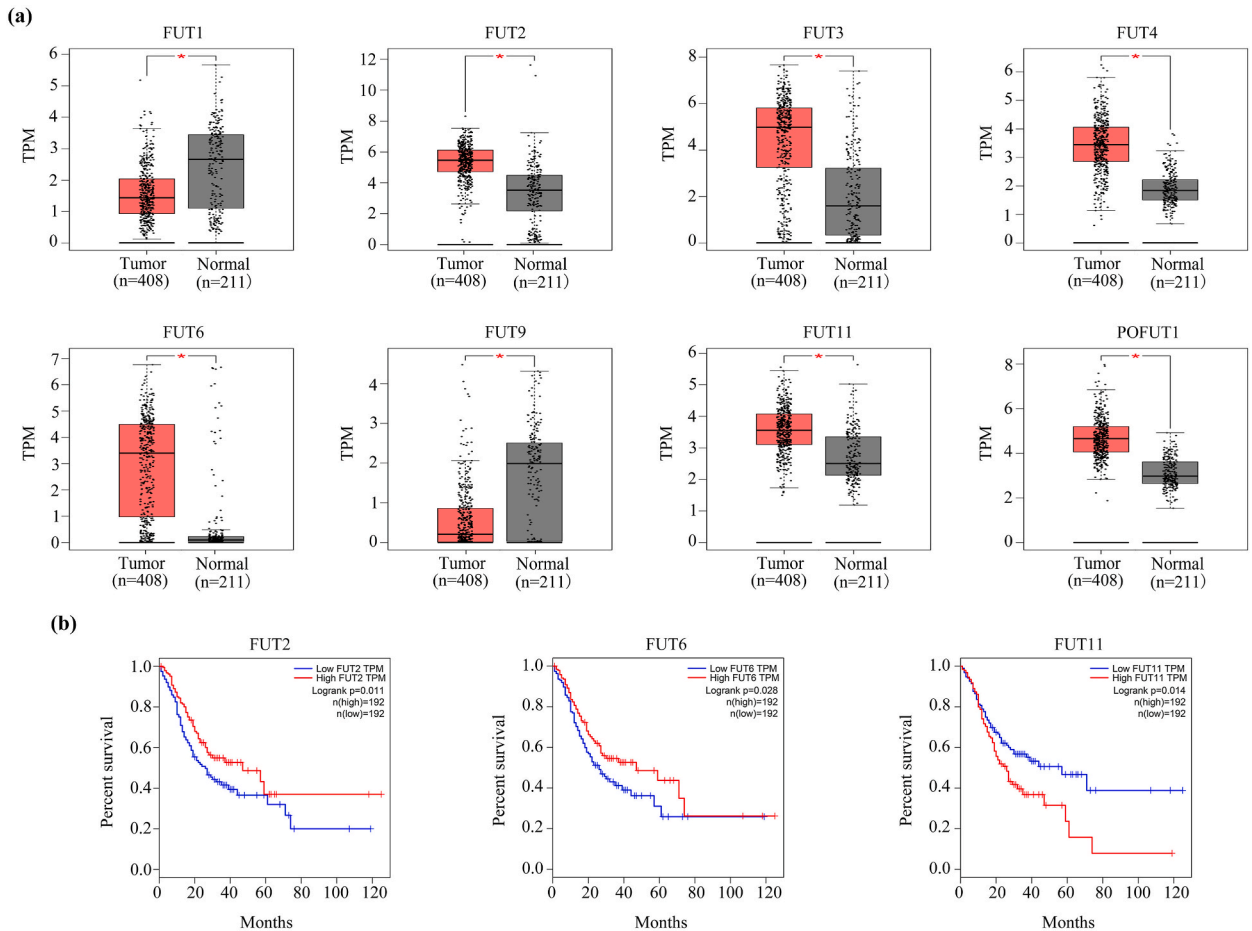 (a)
FUT1
TPM
6
5
4
3
2
1
0
*
Tumor
(n=408)
Normal
(n=211)
FUT2
TPM
12
10
8
6
4
2
0
*
Tumor
(n=408)
Normal
(n=211)
FUT3
TPM
8
6
4
2
0
*
Tumor
(n=408)
Normal
(n=211)
FUT4
TPM
6
5
4
3
2
1
0
*
Tumor
(n=408)
Normal
(n=211)
FUT6
TPM
7
6
5
4
3
2
1
0
*
Tumor
(n=408)
Normal
(n=211)
FUT9
TPM
4
3
2
1
0
*
Tumor
(n=408)
Normal
(n=211)
FUT11
TPM
6
5
4
3
2
1
0
*
Tumor
(n=408)
Normal
(n=211)
POFUT1
TPM
8
6
4
2
0
*
Tumor
(n=408)
Normal
(n=211)
(b)
FUT2
Percent survival
1.0
0.8
0.6
0.4
0.2
0.0
Low FUT2 TPM
High FUT2 TPM
Logrank p=0.011
n(high)=192
n(low)=192
0 20 40 60 80 100 120
Months
FUT6
Percent survival
1.0
0.8
0.6
0.4
0.2
0.0
Low FUT6 TPM
High FUT6 TPM
Logrank p=0.028
n(high)=192
n(low)=192
0 20 40 60 80 100 120
Months
FUT11
Percent survival
1.0
0.8
0.6
0.4
0.2
0.0
Low FUT11 TPM
High FUT11 TPM
Logrank p=0.014
n(high)=192
n(low)=192
0 20 40 60 80 100 120
Months